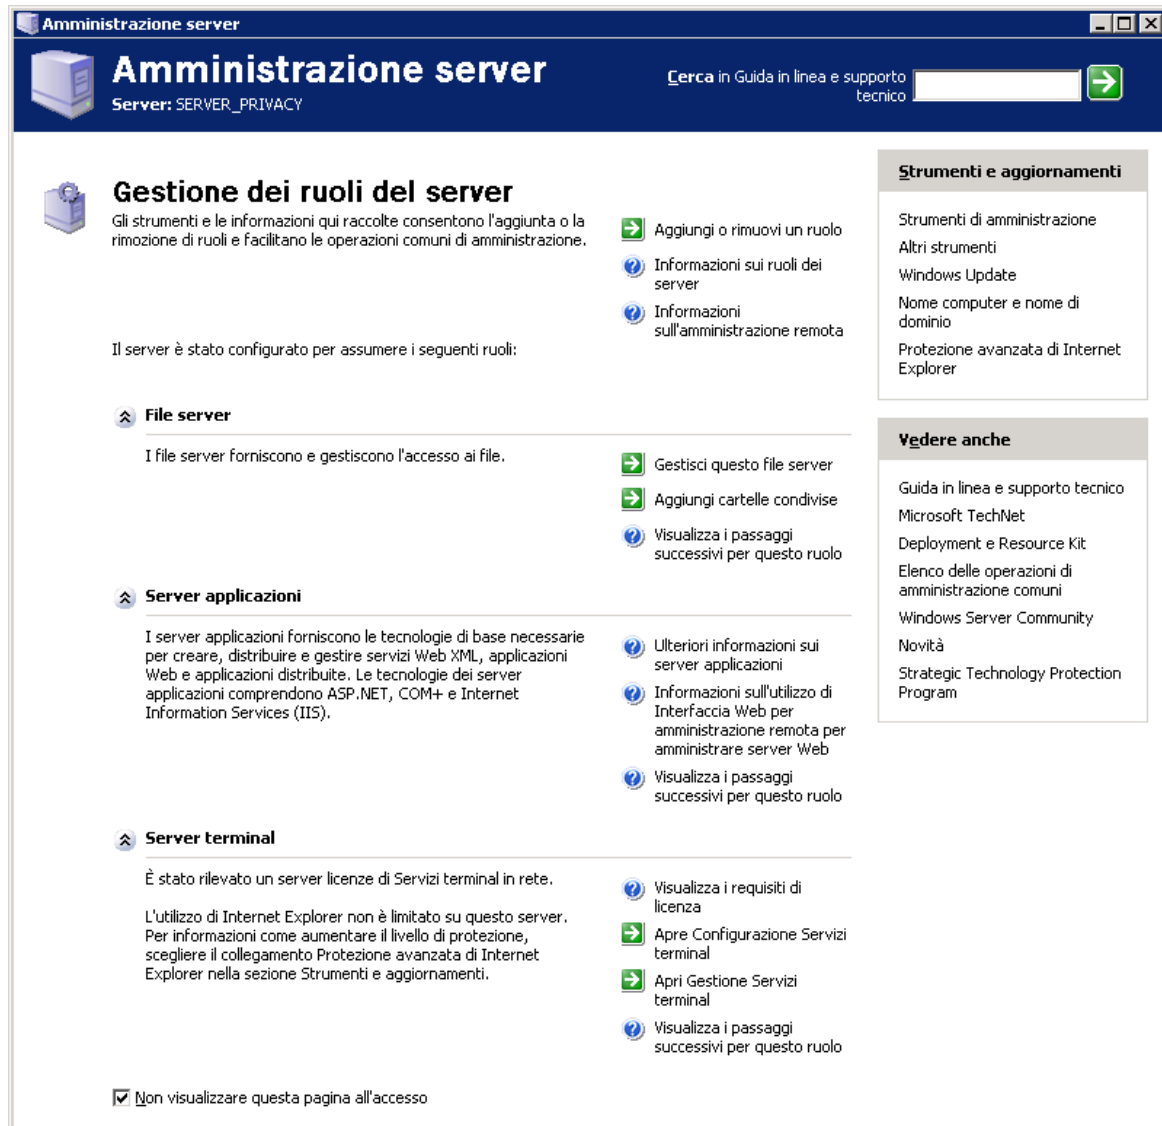 Amministrazione server
Amministrazione server
Server: SERVER_PRIVACY
Cerca in Guida in linea e supporto
tecnico
Gestione dei ruoli del server
Gli strumenti e le informazioni qui raccolte consentono l'aggiunta o la
rimozione di ruoli e facilitano le operazioni comuni di amministrazione.
Aggiungi o rimuovi un ruolo
Informazioni sui ruoli dei
server
Informazioni
sull'amministrazione remota
Il server è stato configurato per assumere i seguenti ruoli:
File server
I file server forniscono e gestiscono l'accesso ai file.
Gestisci questo file server
Aggiungi cartelle condivise
Visualizza i passaggi
successivi per questo ruolo
Server applicazioni
I server applicazioni forniscono le tecnologie di base necessarie
per creare, distribuire e gestire servizi Web XML, applicazioni
Web e applicazioni distribuite. Le tecnologie dei server
applicazioni comprendono ASP.NET, COM+ e Internet
Information Services (IIS).
Ulteriori informazioni sui
server applicazioni
Informazioni sull'utilizzo di
Interfaccia Web per
amministrazione remota per
amministrare server Web
Visualizza i passaggi
successivi per questo ruolo
Server terminal
È stato rilevato un server licenze di Servizi terminal in rete.
L'utilizzo di Internet Explorer non è limitato su questo server.
Per informazioni come aumentare il livello di protezione,
scegliere il collegamento Protezione avanzata di Internet
Explorer nella sezione Strumenti e aggiornamenti.
Visualizza i requisiti di
licenza
Apre Configurazione Servizi
terminal
Apri Gestione Servizi
terminal
Visualizza i passaggi
successivi per questo ruolo
Non visualizzare questa pagina all'accesso
Strumenti e aggiornamenti
Strumenti di amministrazione
Altri strumenti
Windows Update
Nome computer e nome di
dominio
Protezione avanzata di Internet
Explorer
Vedere anche
Guida in linea e supporto tecnico
Microsoft TechNet
Deployment e Resource Kit
Elenco delle operazioni di
amministrazione comuni
Windows Server Community
Novità
Strategic Technology Protection
Program